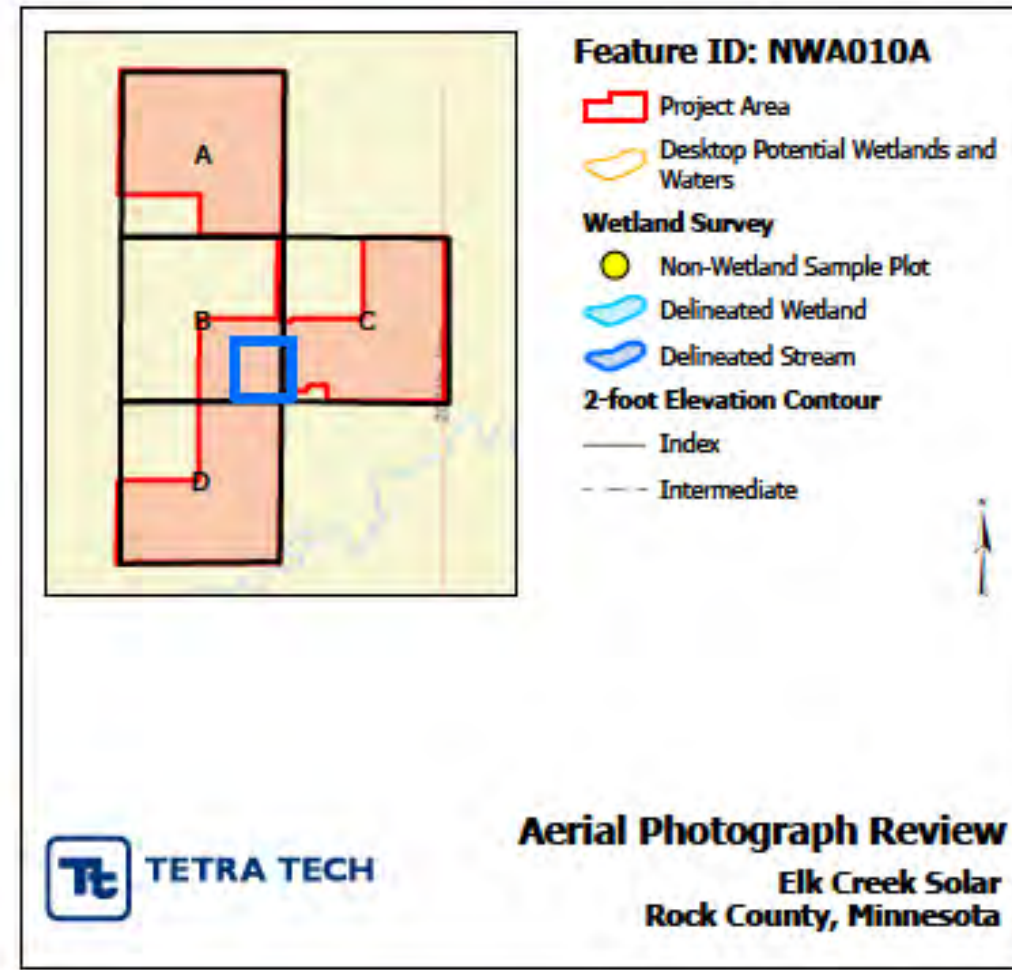 Feature ID: NWA010A
Project Area
Desktop Potential Wetlands and
Waters
Wetland Survey
Non-Wetland Sample Plot
Delineated Wetland
Delineated Stream
2-foot Elevation Contour
Index
Intermediate
A
B
C
D
Tt
TETRA TECH
Aerial Photograph Review
Elk Creek Solar
Rock County, Minnesota